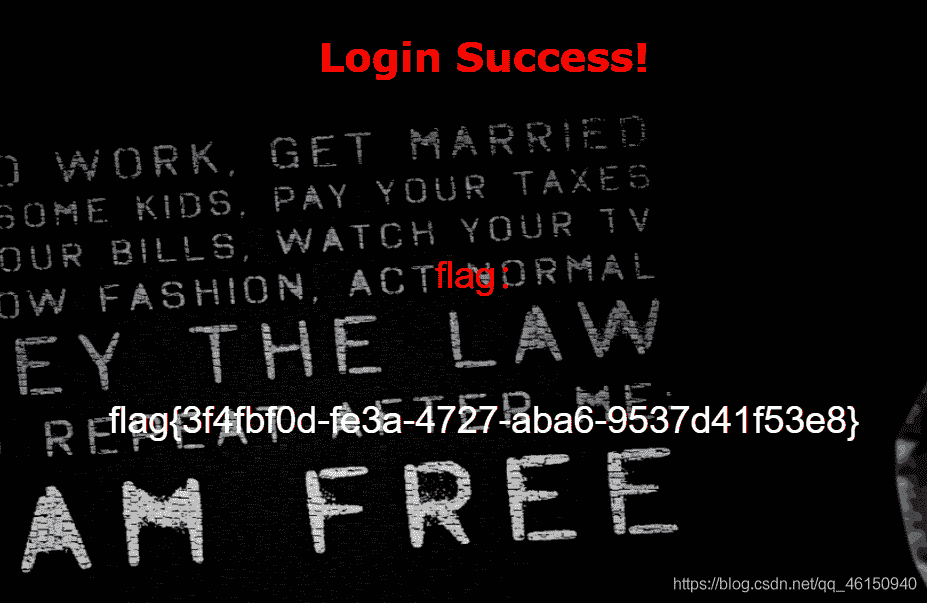 Login Success!
WORK, GET MARRIED
SOME KIDS, PAY YOUR TAXES
OUR BILLS, WATCH YOUR TV
OW FASHION, ACT NORMAL
flag:
EY THE LAW
REPEAT AFTER ME:
flag{3f4fbf0d-fe3a-4727-aba6-9537d41f53e8}
AM FREE
https://blog.csdn.net/qq_46150940